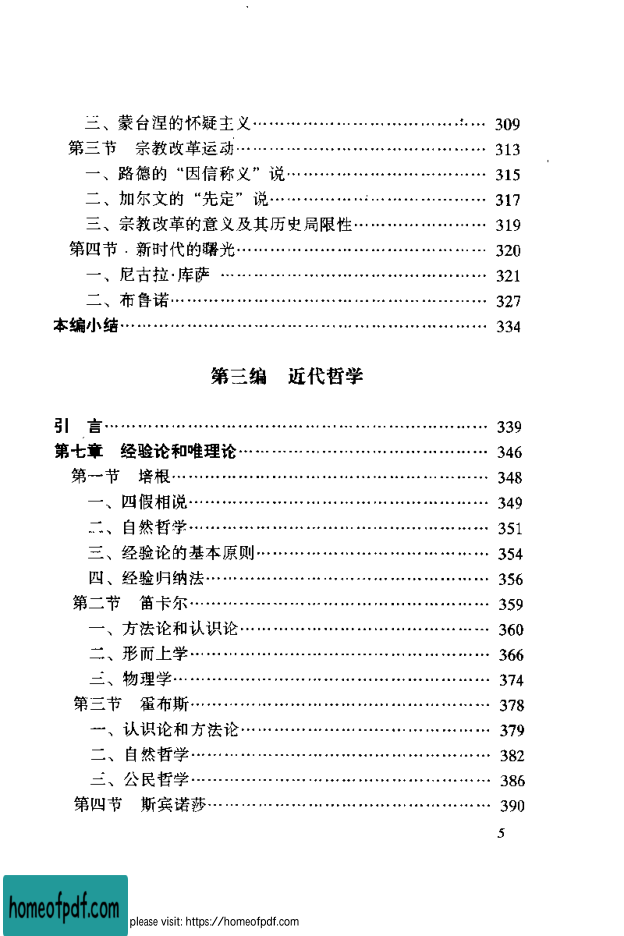 三、蒙台涅的怀疑主义………………………… 309
第三节 宗教改革运动………………………… 313
一、路德的“因信称义”说………………………… 315
二、加尔文的“先定”说………………………… 317
三、宗教改革的意义及其历史局限性………………………… 319
第四节 新时代的曙光………………………… 320
一、尼古拉·库萨………………………… 321
二、布鲁诺………………………… 327
本编小结………………………… 334
第三编 近代哲学
引 言………………………… 339
第七章 经验论和唯理论………………………… 346
第一节 培根………………………… 348
一、四假相说………………………… 349
二、自然哲学………………………… 351
三、经验论的基本原则………………………… 354
四、经验归纳法………………………… 356
第二节 笛卡尔………………………… 359
一、方法论和认识论………………………… 360
二、形而上学………………………… 366
三、物理学………………………… 374
第三节 霍布斯………………………… 378
一、认识论和方法论………………………… 379
二、自然哲学………………………… 382
三、公民哲学………………………… 386
第四节 斯宾诺莎………………………… 390
5
homeofpdf.com
please visit: https://homeofpdf.com